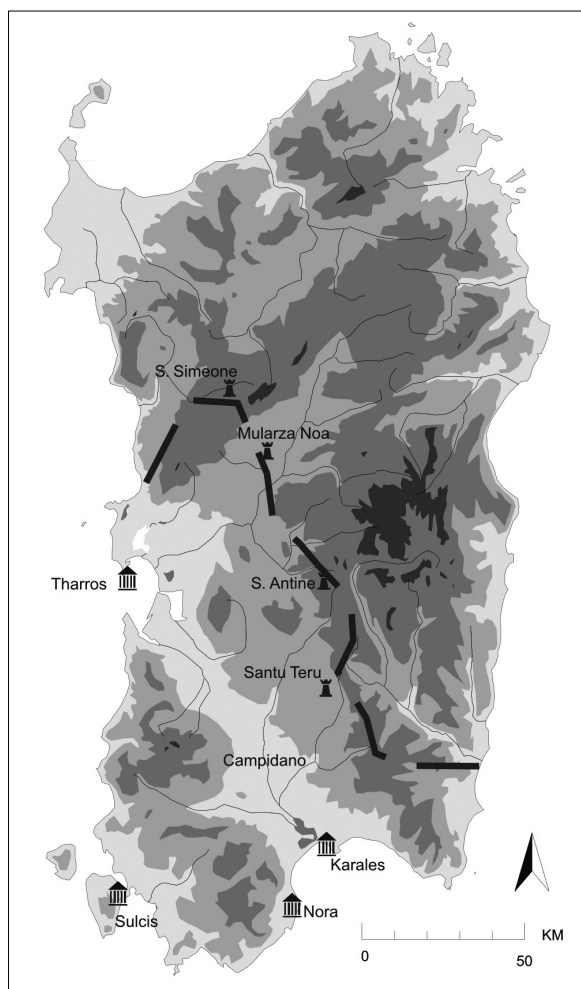 S. Simeone
Mularza Noa
Tharros
S. Antine
Santu Teru
Campidano
Karales
Sulcis
Nora
KM
0
50